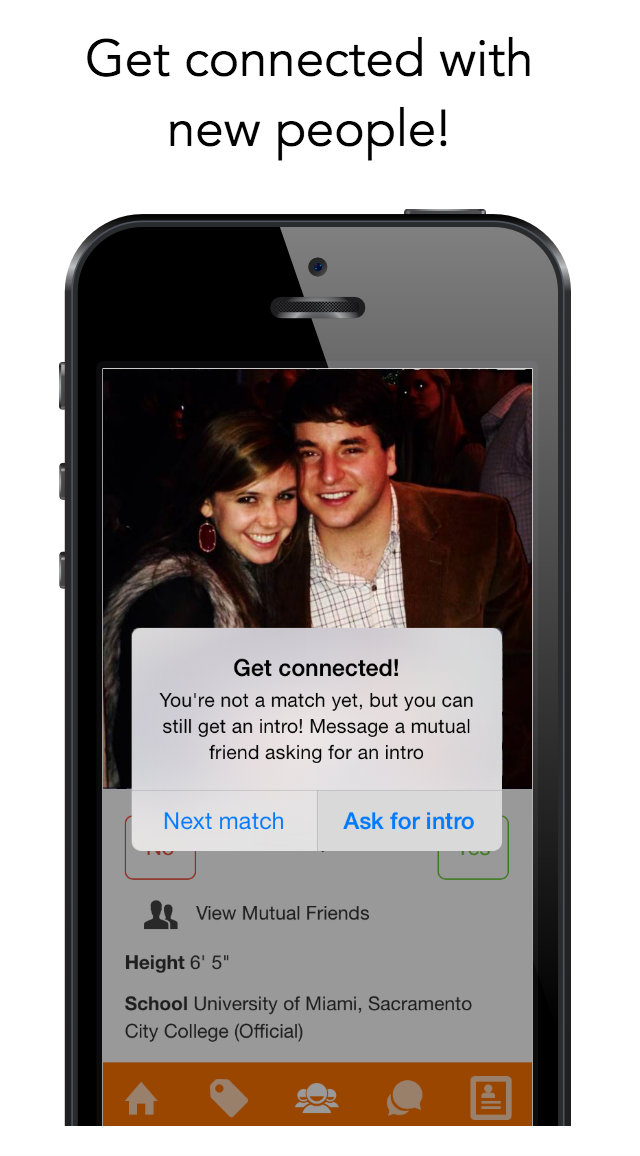 Get connected with
new people!
Get connected!
You're not a match yet, but you can
still get an intro! Message a mutual
friend asking for an intro
Next match
Ask for intro
No
Yes
View Mutual Friends
Height 6' 5"
School University of Miami, Sacramento
City College (Official)